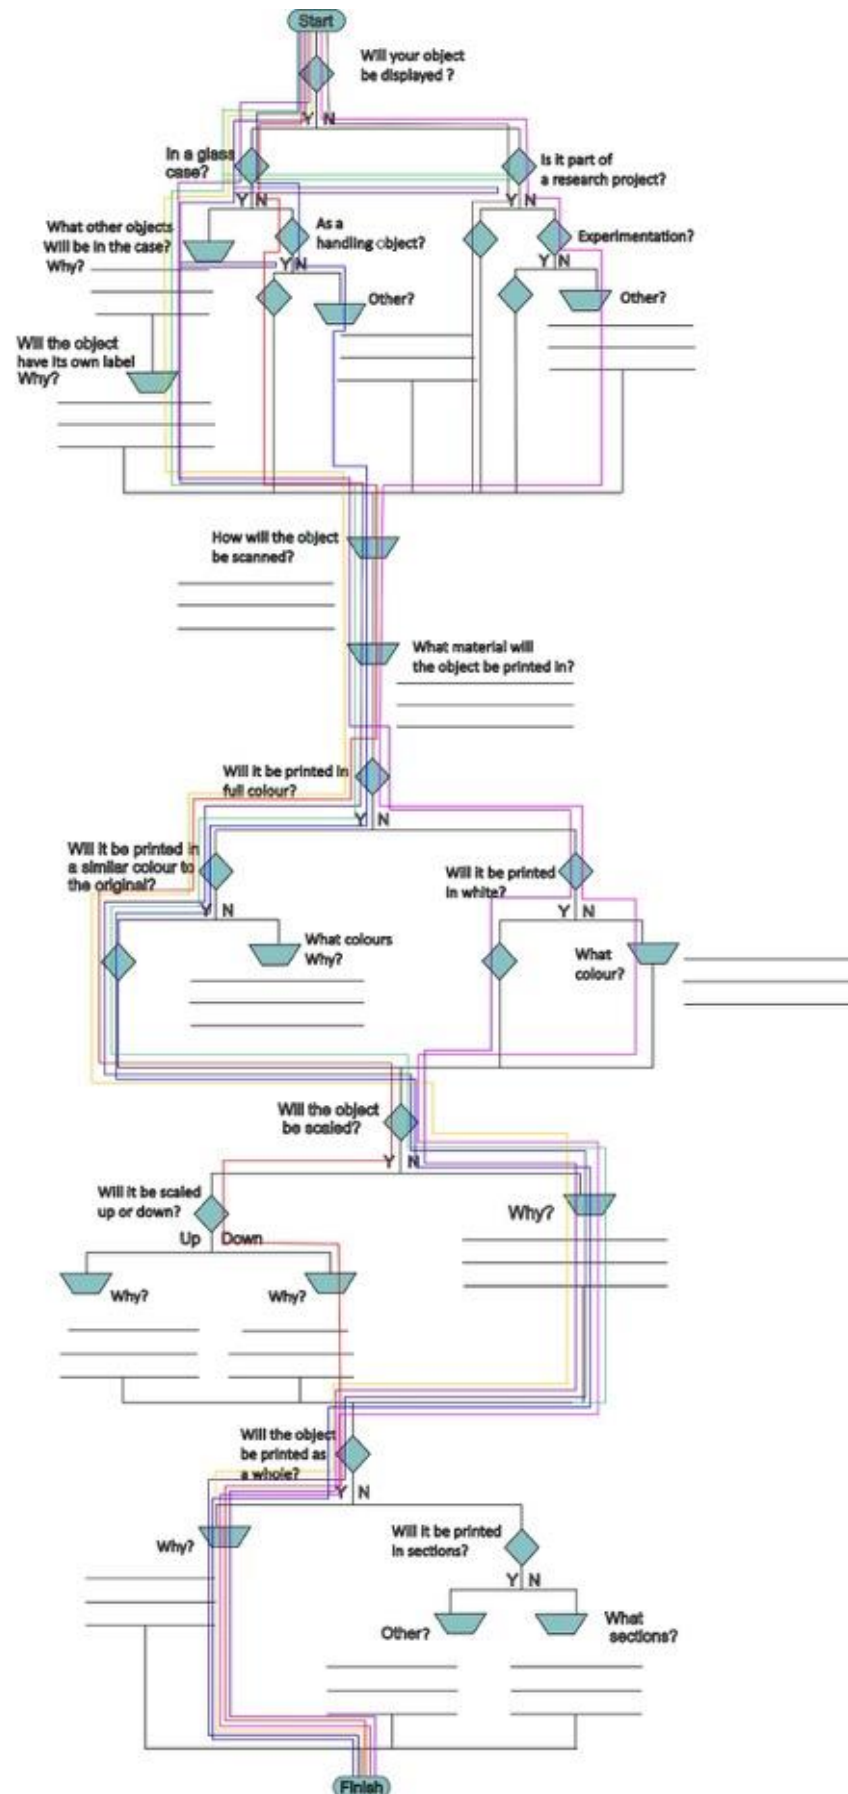 Start
Will your object
be displayed ?
Y N
In a glass
case?
Is it part of
a research project?
Y N
Y N
What other objects
Will be in the case?
Why?
As a
handling object?
Experimentation?
Y N
Y N
Other?
Other?
Will the object
have its own label
Why?
How will the object
be scanned?
What material will
the object be printed in?
Will it be printed in
full colour?
Y N
Will it be printed in
a similar colour to
the original?
Will it be printed
in white?
Y N
Y N
What colours
Why?
What
colour?
Will the object
be scaled?
Y N
Will it be scaled
up or down?
Why?
Up Down
Why?
Why?
Will the object
be printed as
a whole?
Y N
Why?
Will it be printed
in sections?
Y N
Other?
What
sections?
Finish